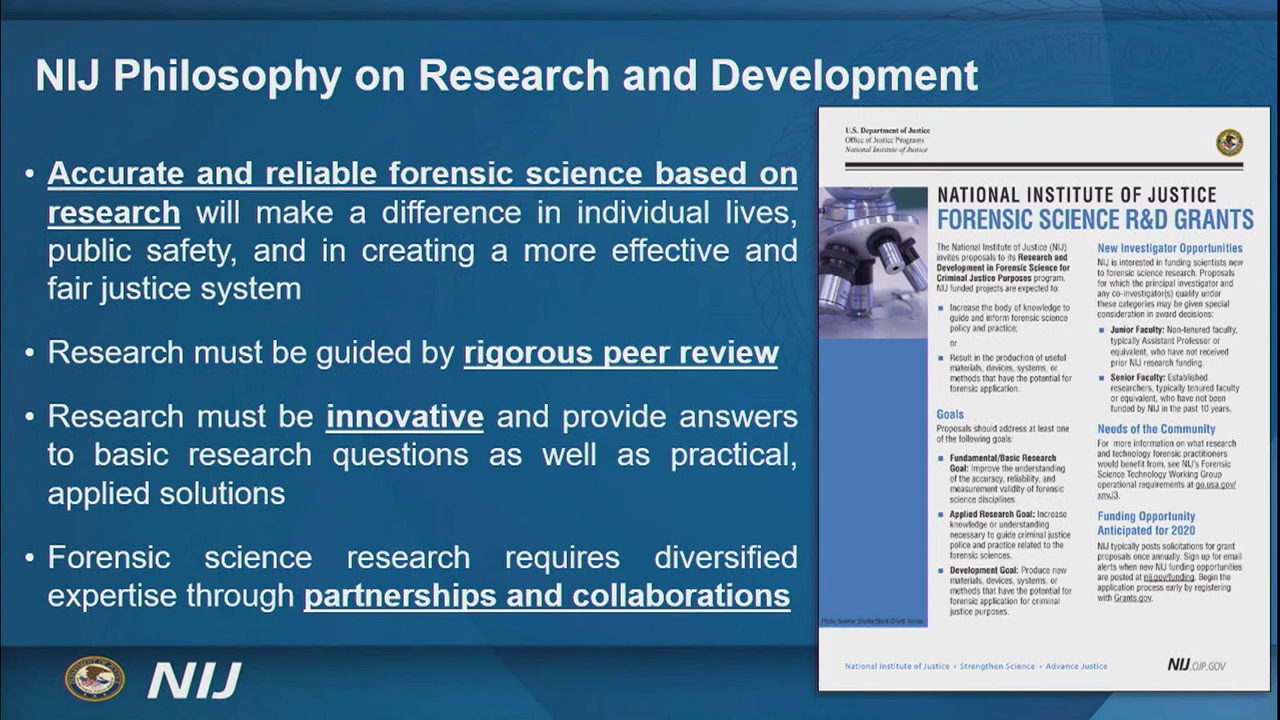 NIJ Philosophy on Research and Development
• Accurate and reliable forensic science based on
research will make a difference in individual lives,
public safety, and in creating a more effective and
fair justice system
• Research must be guided by rigorous peer review
• Research must be innovative and provide answers
to basic research questions as well as practical,
applied solutions
• Forensic science research requires diversified
expertise through partnerships and collaborations
NIJ
U.S. Department of Justice
Office of Justice Programs
National Institute of Justice
NATIONAL INSTITUTE OF JUSTICE
FORENSIC SCIENCE R&D GRANTS
The National Institute of Justice (NIJ)
invites proposals to its Research and
Development in Forensic Science for
Criminal Justice Purposes program.
NIJ funded projects are expected to:
Increase the body of knowledge to
guide and inform forensic science
policy and practice;
or
Result in the production of useful
materials, devices, systems, or
methods that have the potential for
forensic application.
Goals
Proposals should address at least one
of the following goals:
Fundamental/Basic Research
Goal: Improve the understanding
of the accuracy, reliability, and
measurement validity of forensic
science disciplines.
Applied Research Goal: Increase
knowledge or understanding
necessary to guide criminal justice
police and practice related to the
forensic sciences.
Development Goal: Produce new
materials, devices, systems, or
methods that have the potential for
forensic application for criminal
justice purposes.
New Investigator Opportunities
NIJ is interested in funding scientists new
to forensic science research. Proposals
for which the principal investigator and
any co-investigator(s) qualify under
these categories may be given special
consideration in award decisions:
Junior Faculty: Non-tenured faculty,
typically Assistant Professor or
equivalent, who have not received
prior NIJ research funding.
Senior Faculty: Established
researchers, typically tenured faculty
or equivalent, who have not been
funded by NIJ in the past 10 years.
Needs of the Community
For more information on what research
and technology forensic practitioners
would benefit from, see NIJ's Forensic
Science Technology Working Group
operational requirements at go.usa.gov/
Funding Opportunity
Anticipated for 2020
NIJ typically posts solicitations for grant
proposals once annually. Sign up for email
alerts when new NIJ funding opportunities
are posted at nij.gov/funding. Begin the
application process early by registering
with Grants.gov.
Photo Source: Shutterstock
National Institute of Justice • Strengthen Science • Advance Justice
NIJ.OJP.GOV